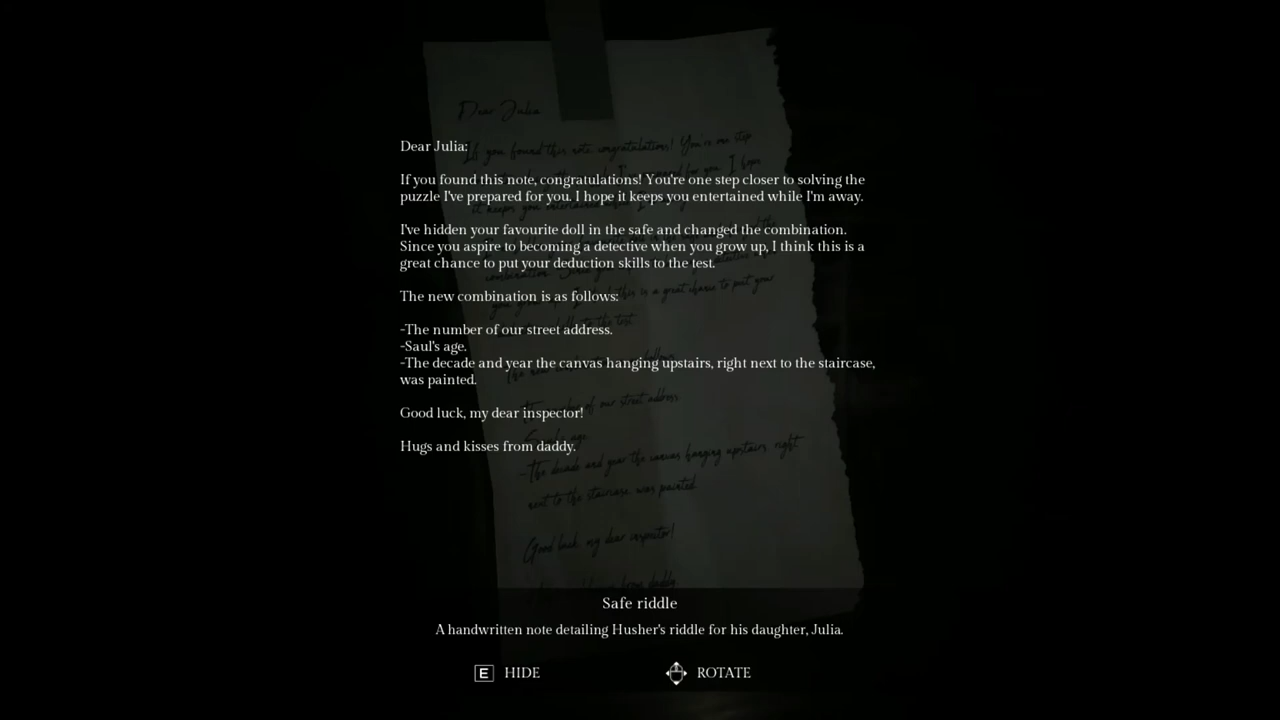 Dear Julia:
If you found this note, congratulations! You're one step closer to solving the
puzzle I've prepared for you. I hope it keeps you entertained while I'm away.
I've hidden your favourite doll in the safe and changed the combination.
Since you aspire to becoming a detective when you grow up, I think this is a
great chance to put your deduction skills to the test.
The new combination is as follows:
-The number of our street address.
-Saul's age.
-The decade and year the canvas hanging upstairs, right next to the staircase,
was painted.
Good luck, my dear inspector!
Hugs and kisses from daddy.
Safe riddle
A handwritten note detailing Husher's riddle for his daughter, Julia.
E HIDE
ROTATE